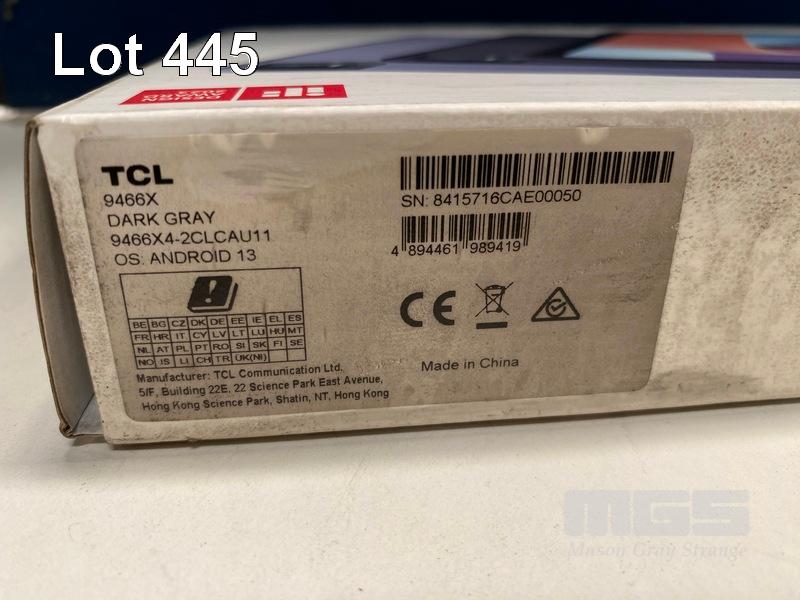 Lot 445
DESIGN
AWARD
2023
TCL
9466X
DARK GRAY
9466X4-2CLCAU11
OS: ANDROID 13
SN: 8415716CAE00050
4 894461 989419
BE BG CZ DK DE EE IE EL ES
FR HR IT CY LV LT LU HU MT
NL AT PL PT RO SI SK FI SE
NO IS LI CH TR UK(NI)
Manufacturer: TCL Communication Ltd.
5/F, Building 22E, 22 Science Park East Avenue,
Hong Kong Science Park, Shatin, NT, Hong Kong
CE
Made in China
MGS
Mason Gray Strange